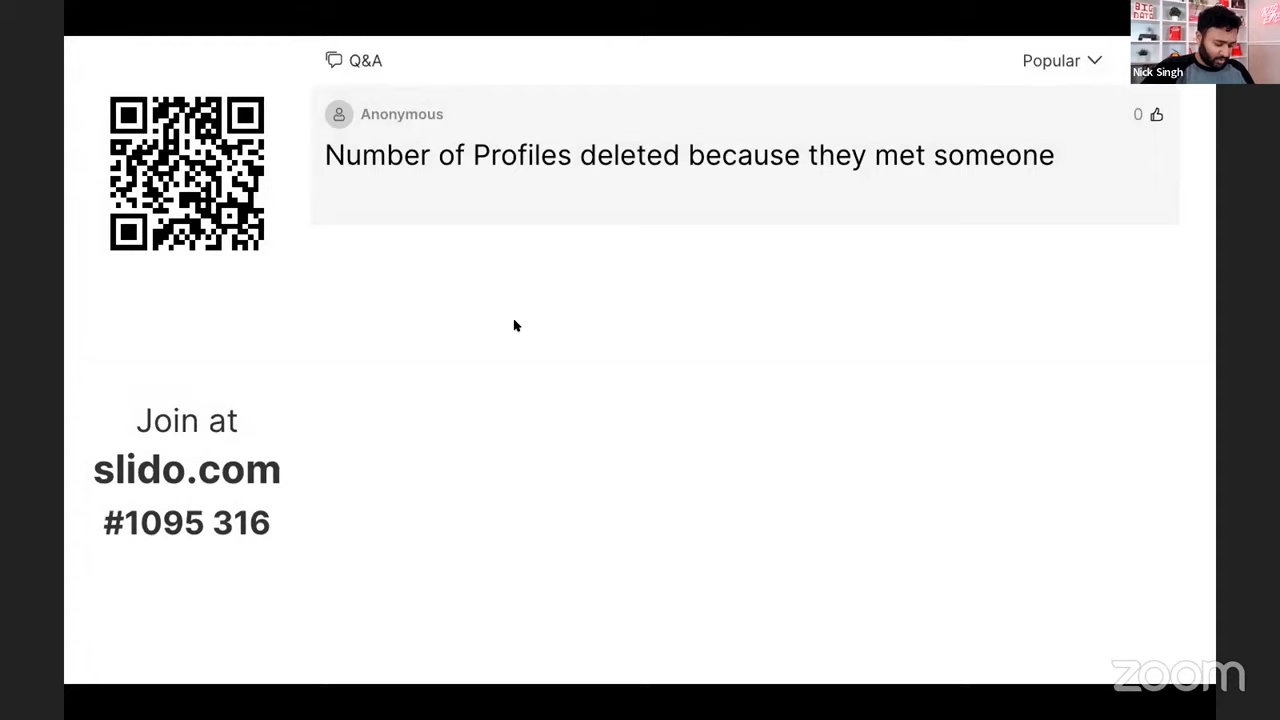 Q&A
Popular
Nick Singh
Anonymous
0
Number of Profiles deleted because they met someone
Join at
slido.com
#1095 316
zoom